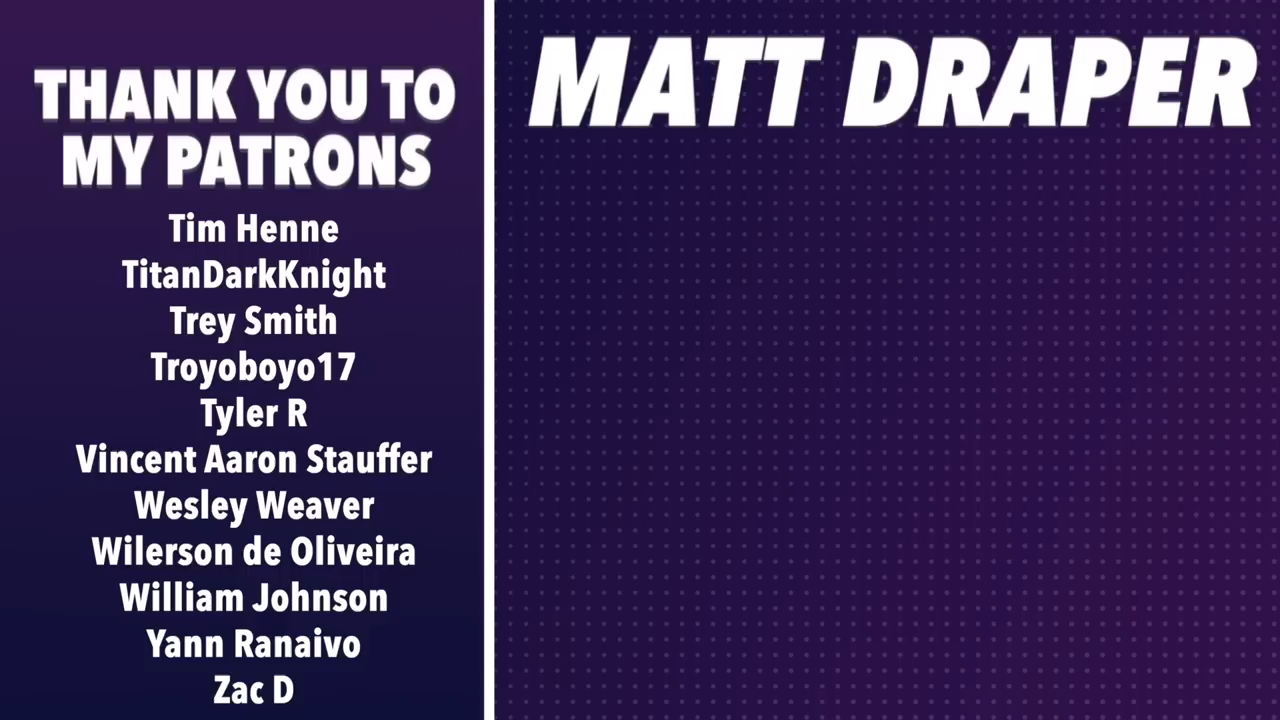 THANK YOU TO
MY PATRONS
Tim Henne
TitanDarkKnight
Trey Smith
Troyoboyo17
Tyler R
Vincent Aaron Stauffer
Wesley Weaver
Wilerson de Oliveira
William Johnson
Yann Ranaivo
Zac D
MATT DRAPER